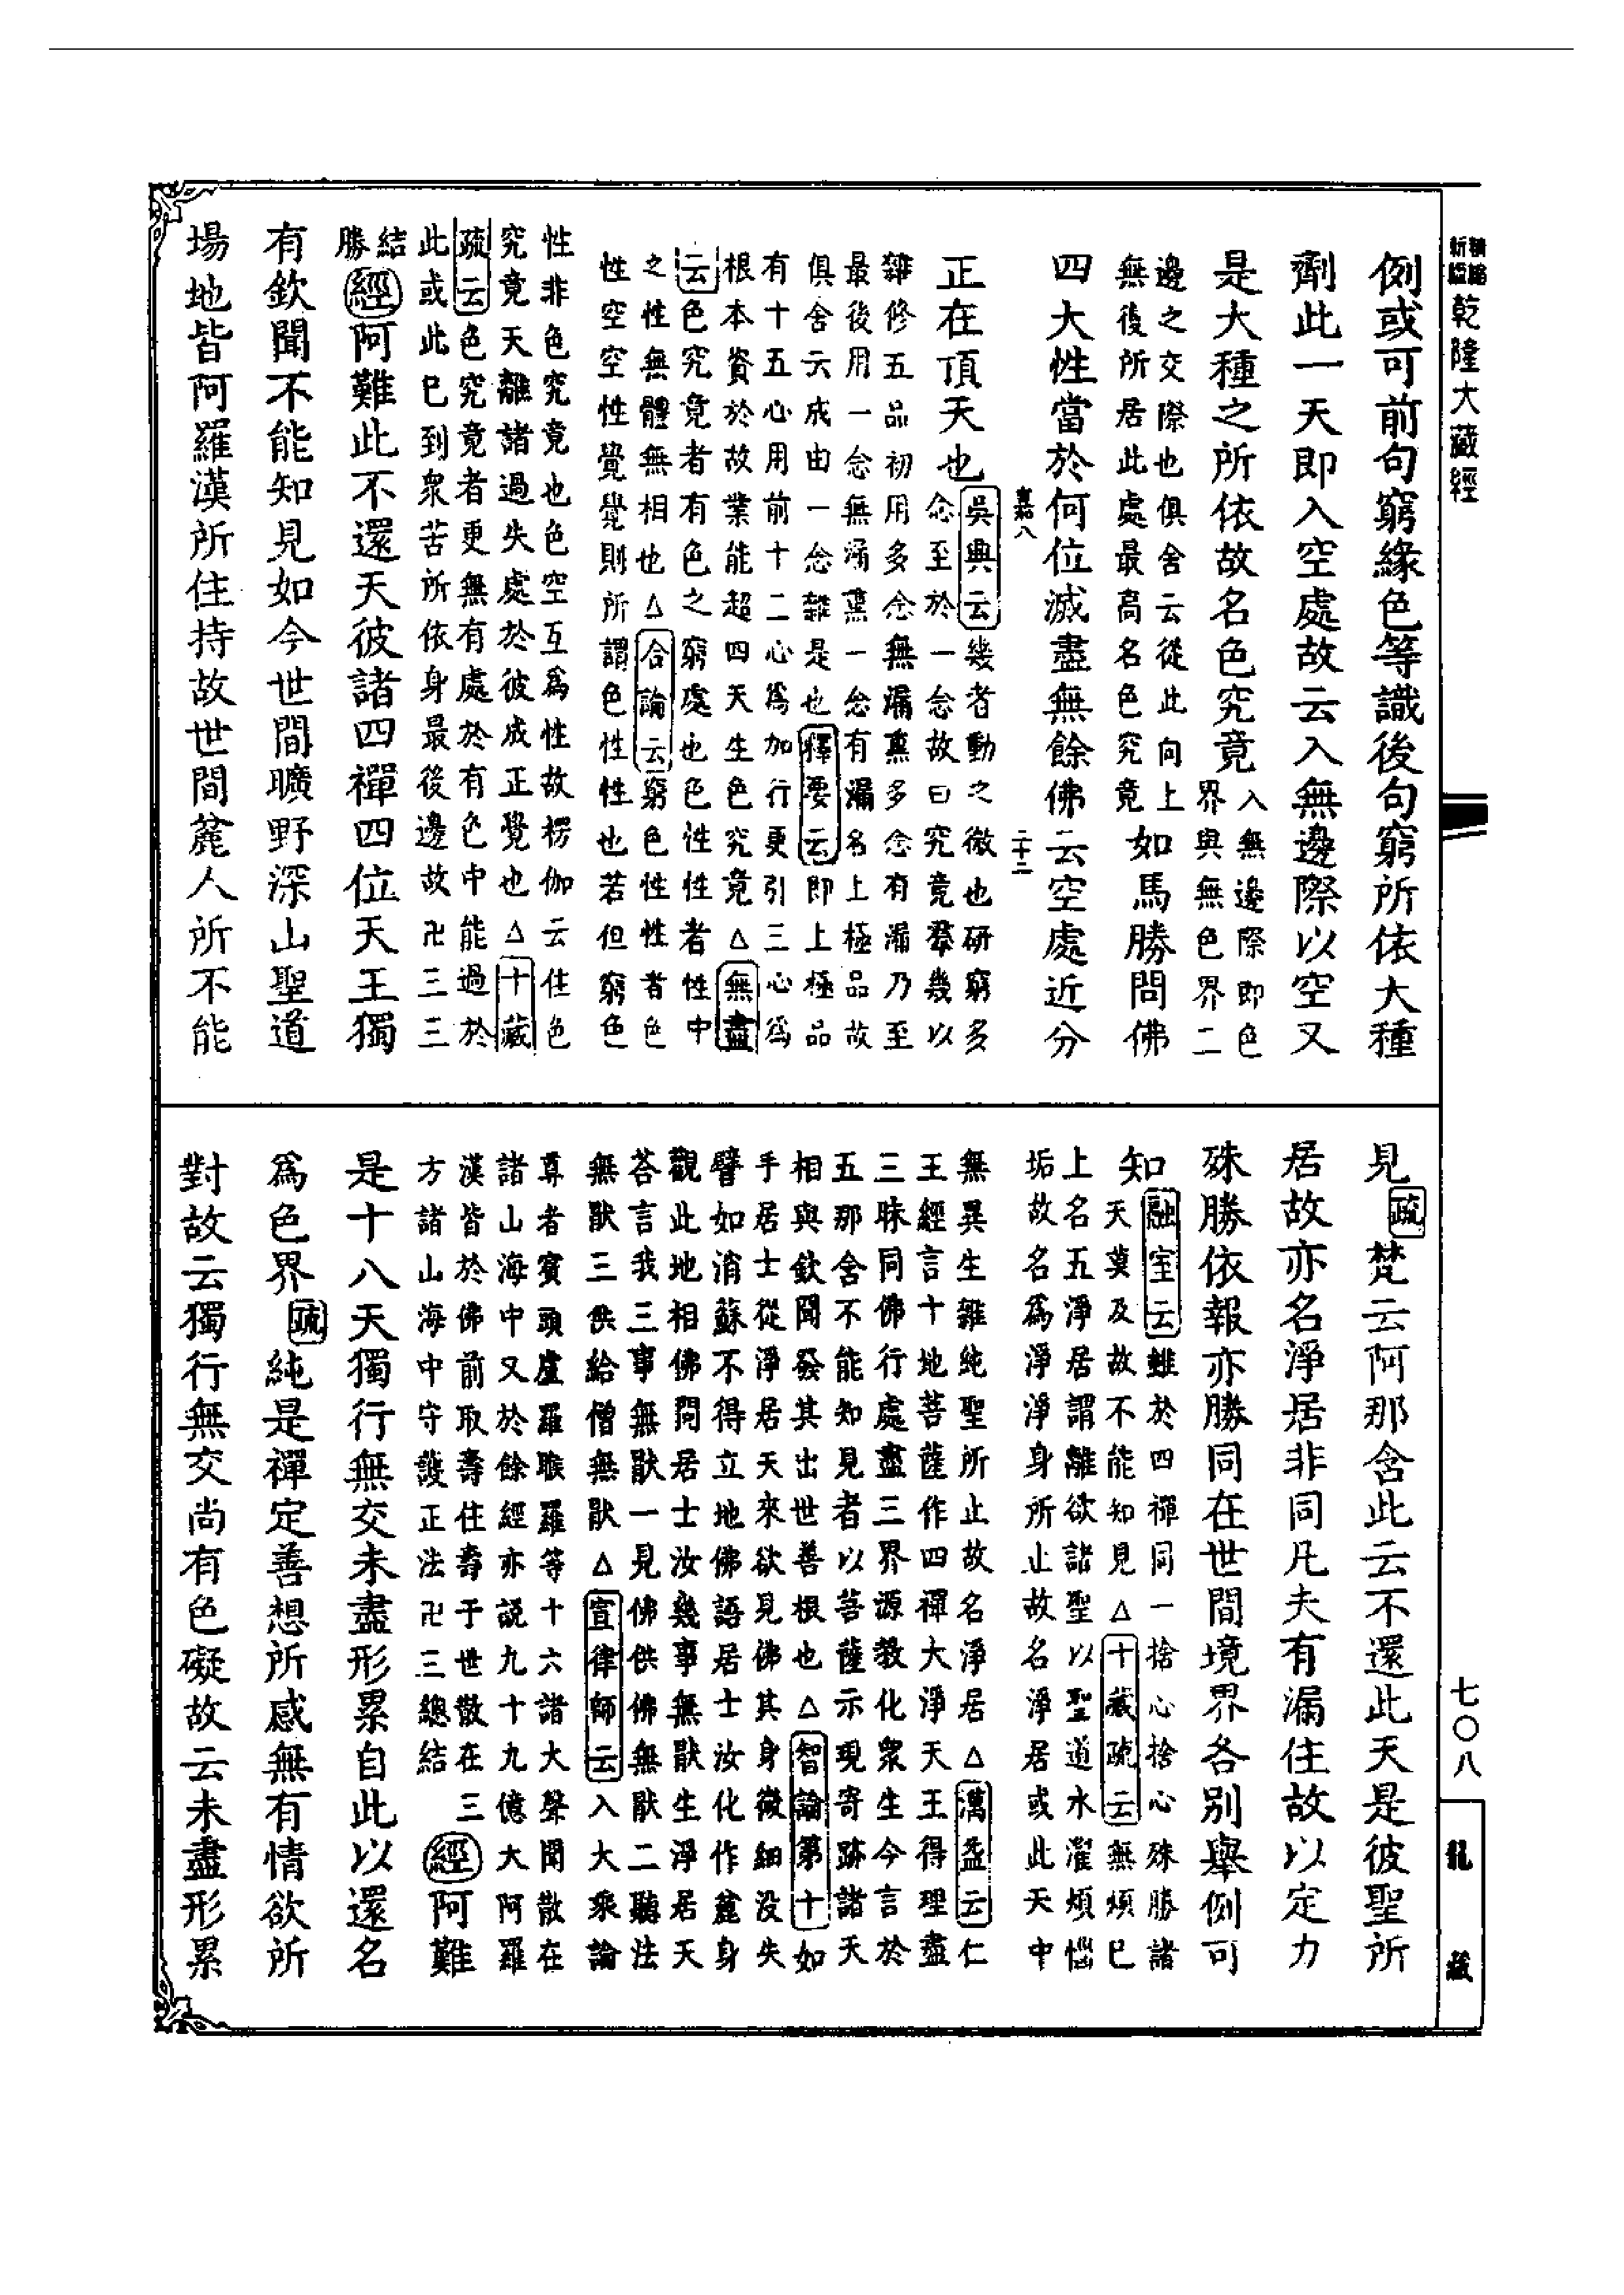 乾隆大藏經
例或可前句窮緣色等識後句窮所依大種
劑此一天即入空處故云入無邊際以空又
是大種之所依故名色究竟
入無邊際即色
界與無色界二
邊之交際也俱舍云從此向上
無後所居此處最高名色究竟
如馬勝問佛
四大性當於何位滅盡無餘佛云空處近分
嘉八
二十二
正在頂天也
吳興云幾者動之微也研窮多
念至於一念故曰究竟羣幾以
雜修五品初用多念無漏熏多念有漏乃至
最後用一念無漏熏一念有漏名上極品故
俱舍云成由一念雜是也釋要云即上極品
有十五心用前十二心為加行更引三心為
根本資於故業能超四天生色究竟△無盡
云色究竟者有色之窮處也色性性者性中
之性無體無相也△合論云窮色性性者色
性空空性覺覺則所謂色性性也若但窮色
性非色究竟也色空互爲性故楞伽云住色
究竟天離諸過失處於彼成正覺也△十藏
疏云色究竟者更無有處於有色中能過於
此或此已到衆苦所依身最後邊故卍三三
結
勝
經阿難此不還天彼諸四禪四位天王獨
有欽聞不能知見如今世間曠野深山聖道
場地皆阿羅漢所住持故世間麄人所不能
見疏梵云阿那含此云不還此天是彼聖所
居故亦名淨居非同凡夫有漏住故以定力
殊勝依報亦勝同在世間境界各別舉例可
知
融室云雖於四禪同一捨心捨心殊勝諸
天莫及故不能知見△十藏疏云無煩已
上名五淨居謂離欲諸聖以聖道水濯煩惱
垢故名爲淨淨身所止故名淨居或此天中
無異生雜純聖所止故名淨居△溫盎云仁
王經言十地菩薩作四禪大淨天王得理盡
三昧同佛行處盡三界源教化衆生今言於
五那舍不能知見者以菩薩示現寄跡諸天
相與欽聞發其出世善根也△智論第十如
手居士從淨居天來欲見佛其身微細没失
譬如消蘇不得立地佛語居士汝化作麄身
觀此地相佛問居士汝幾事無猒生淨居天
荅言我三事無猒一見佛供佛無猒二聽法
無猒三供給僧無猒△宣律師云入大乘論
尊者賓頭盧羅睺羅等十六諸大聲聞散在
諸山海中又於餘經亦說九十九億大阿羅
漢皆於佛前取壽住壽于世散在三
方諸山海中守護正法卍三總結
經阿難
是十八天獨行無交未盡形累自此以還名
爲色界疏純是禪定善想所感無有情欲所
對故云獨行無交尚有色礙故云未盡形累
七〇八
龍
藏